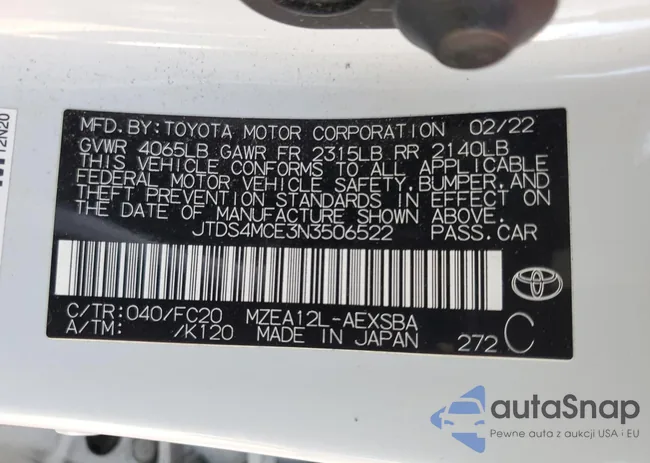 MFD.BY:TOYOTA MOTOR CORPORATION 02/22
GVWR 4065LB GAWR FR 2315LB RR 2140LB
THIS VEHICLE CONFORMS TO ALL APPLICABLE
FEDERAL MOTOR VEHICLE SAFETY,BUMPER,AND
THEFT PREVENTION STANDARDS IN EFFECT ON
THE DATE OF MANUFACTURE SHOWN ABOVE.
JTDS4MCE3N3506522 PASS.CAR
C/TR:040/FC20 MZEA12L-AEXSBA
A/TM: /K120 MADE IN JAPAN 272 C
12N20
autaSnap
Pewne auta z aukcji USA i EU